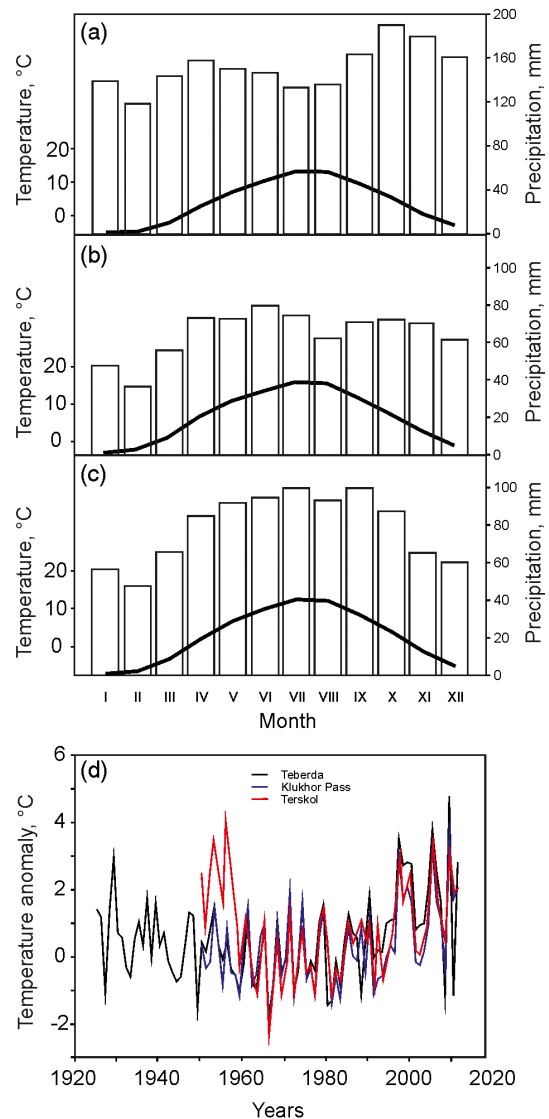 (a)
Temperature, °C
20
10
0
200
160
120
80
40
0
Precipitation, mm
(b)
Temperature, °C
20
10
0
100
80
60
40
20
0
Precipitation, mm
(c)
Temperature, °C
20
10
0
100
80
60
40
20
0
Precipitation, mm
I II III IV V VI VII VIII IX X XI XII
Month
(d)
Temperature anomaly, °C
6
4
2
0
-2
Teberda
Klukhor Pass
Terskol
1920 1940 1960 1980 2000 2020
Years